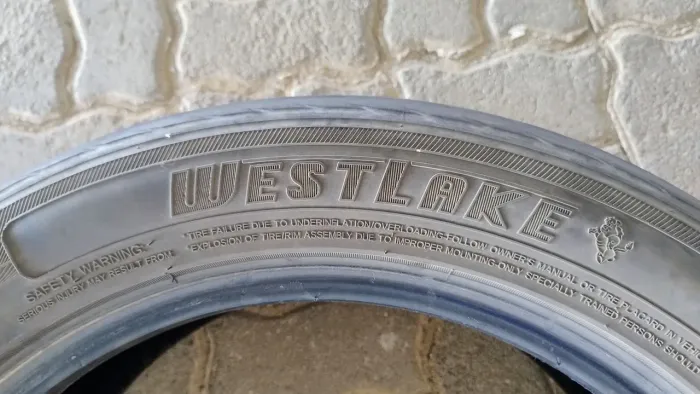 WESTLAKE
SAFETY WARNING:
SERIOUS INJURY MAY RESULT FROM:
*TIRE FAILURE DUE TO UNDERINFLATION/OVERLOADING-FOLLOW OWNER'S MANUAL OR TIRE PLACARD IN
*EXPLOSION OF TIRE/RIM ASSEMBLY DUE TO IMPROPER MOUNTING-ONLY SPECIALLY TRAINED PERSONS SHOULD